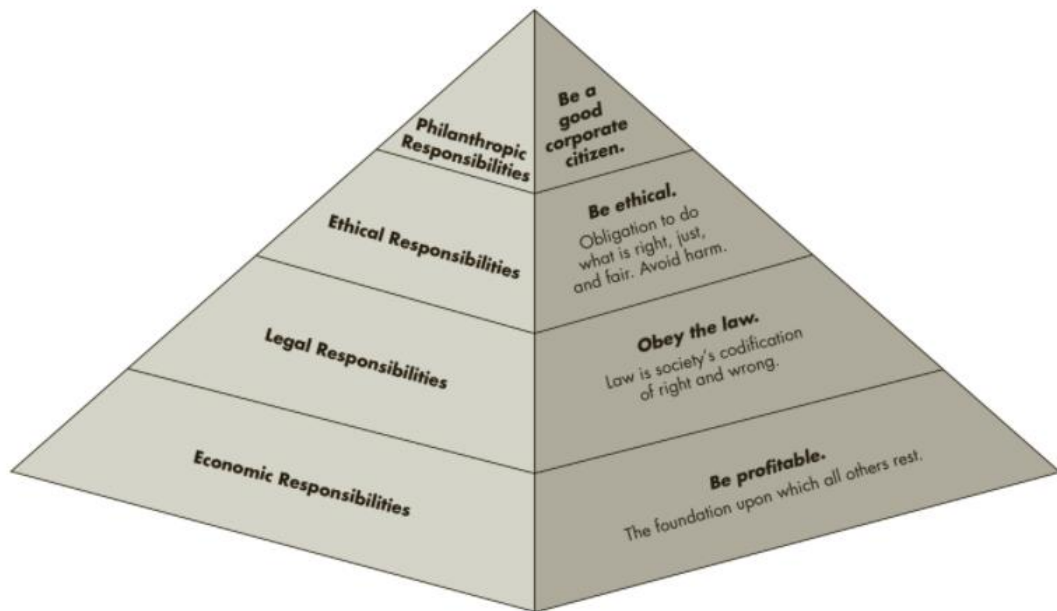 Philanthropic
Responsibilities
Be a
good
corporate
citizen.
Ethical Responsibilities
Be ethical.
Obligation to do
what is right, just,
and fair. Avoid harm.
Legal Responsibilities
Obey the law.
Law is society's codification
of right and wrong.
Economic Responsibilities
Be profitable.
The foundation upon which all others rest.